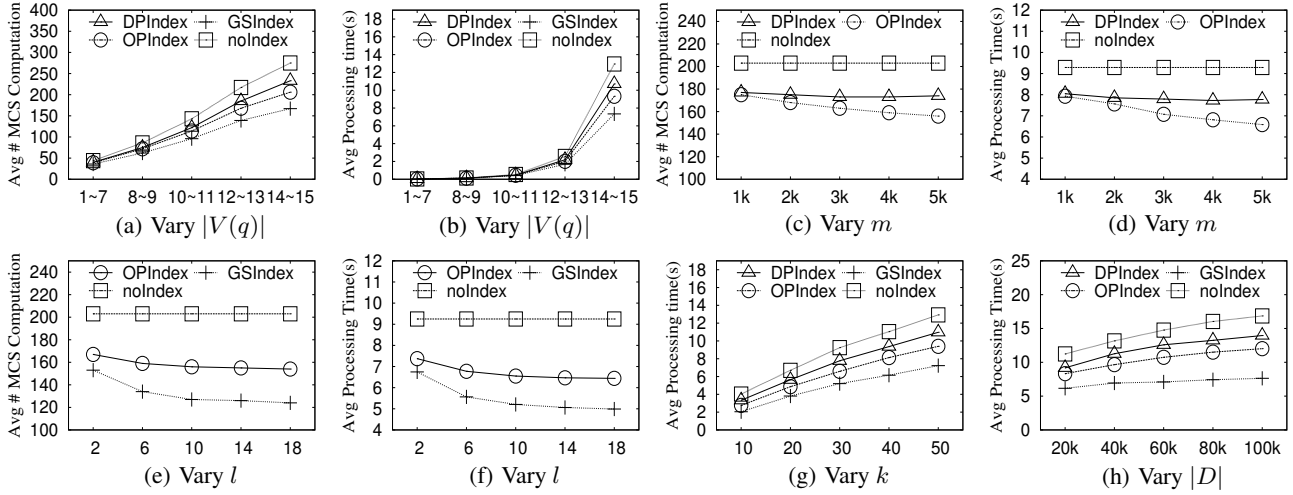 Avg # MCS Computation
400
350
300
250
200
150
100
50
0
DPIndex GSIndex
OPIndex noIndex
1~7 8~9 10~11 12~13 14~15
(a) Vary |V(q)|
Avg Processing time(s)
18
16
14
12
10
8
6
4
2
0
DPIndex GSIndex
OPIndex noIndex
1~7 8~9 10~11 12~13 14~15
(b) Vary |V(q)|
Avg # MCS Computation
240
220
200
180
160
140
120
100
DPIndex OPIndex
noIndex
1k 2k 3k 4k 5k
(c) Vary m
Avg Processing Time(s)
12
11
10
9
8
7
6
5
4
DPIndex OPIndex
noIndex
1k 2k 3k 4k 5k
(d) Vary m
Avg # MCS Computation
240
220
200
180
160
140
120
100
OPIndex GSIndex
noIndex
2 6 10 14 18
(e) Vary l
Avg Processing Time(s)
12
11
10
9
8
7
6
5
4
OPIndex GSIndex
noIndex
2 6 10 14 18
(f) Vary l
Avg Processing time(s)
18
16
14
12
10
8
6
4
2
0
DPIndex GSIndex
OPIndex noIndex
10 20 30 40 50
(g) Vary k
Avg Processing Time(s)
25
20
15
10
5
0
DPIndex GSIndex
OPIndex noIndex
20k 40k 60k 80k 100k
(h) Vary |D|